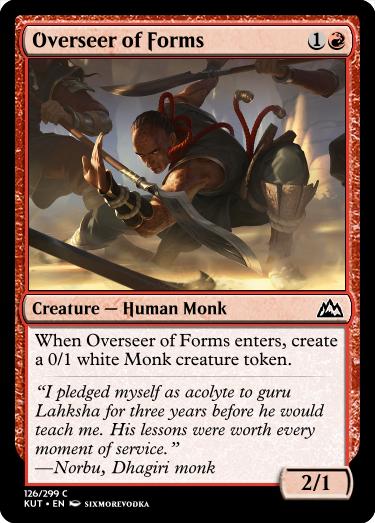 Overseer of Forms 1
Creature — Human Monk
When Overseer of Forms enters, create
a 0/1 white Monk creature token.
“I pledged myself as acolyte to guru
Lahksha for three years before he would
teach me. His lessons were worth every
moment of service.”
—Norbu, Dhagiri monk
2/1
126/299 C
KUT • EN SIXMOREVODKA